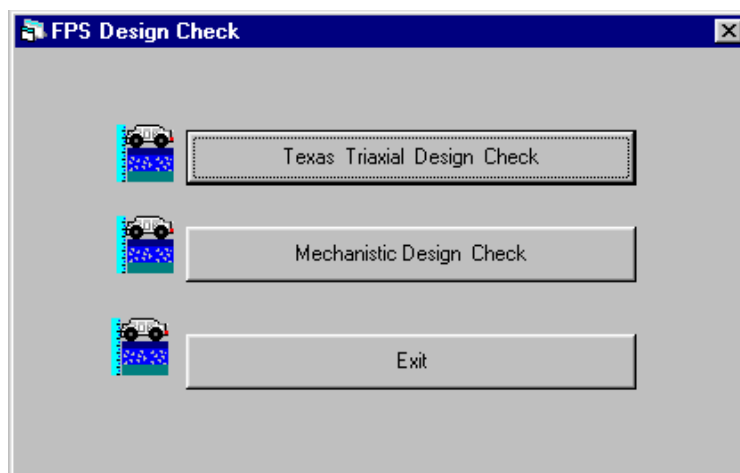 FPS Design Check
Texas Triaxial Design Check
Mechanistic Design Check
Exit